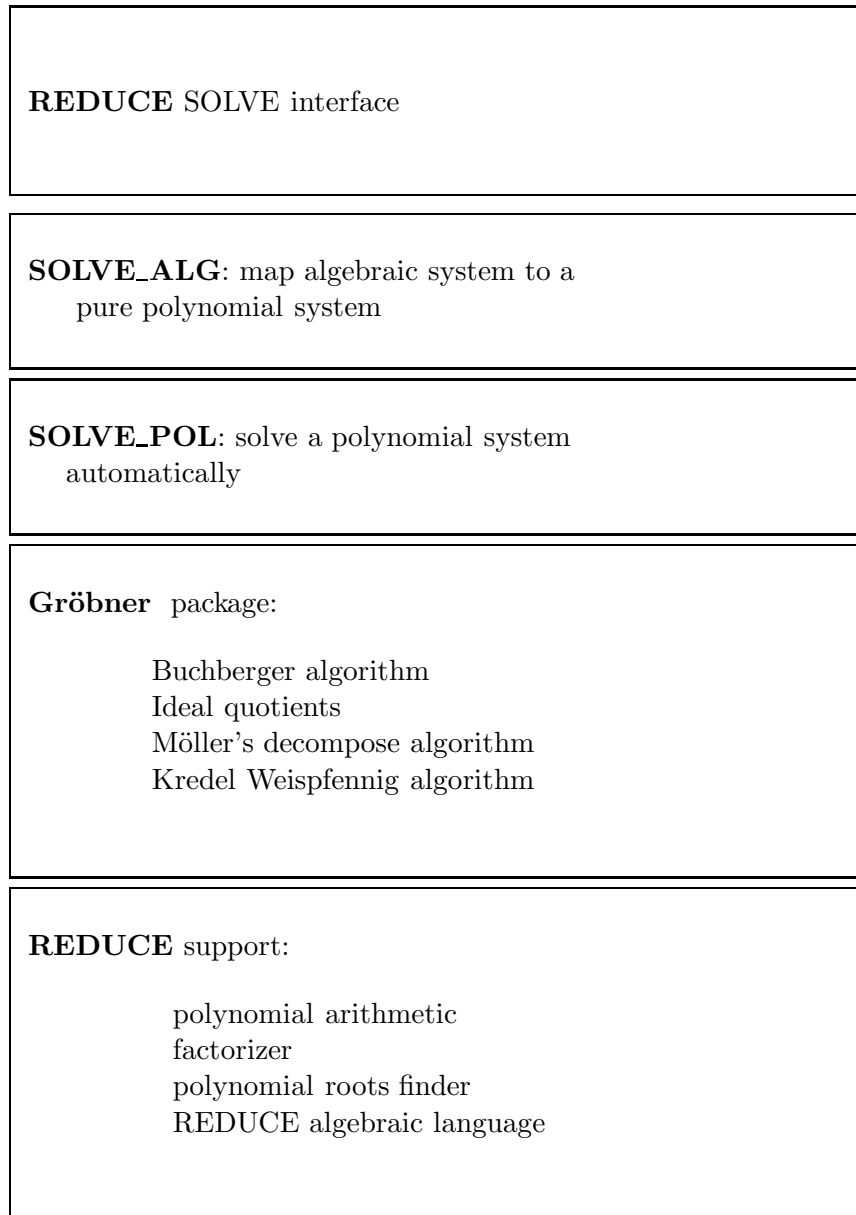 REDUCE SOLVE interface
SOLVE_ALG: map algebraic system to a
pure polynomial system
SOLVE_POL: solve a polynomial system
automatically
Gröbner package:
Buchberger algorithm
Ideal quotients
Möller's decompose algorithm
Kredel Weispfennig algorithm
REDUCE support:
polynomial arithmetic
factorizer
polynomial roots finder
REDUCE algebraic language